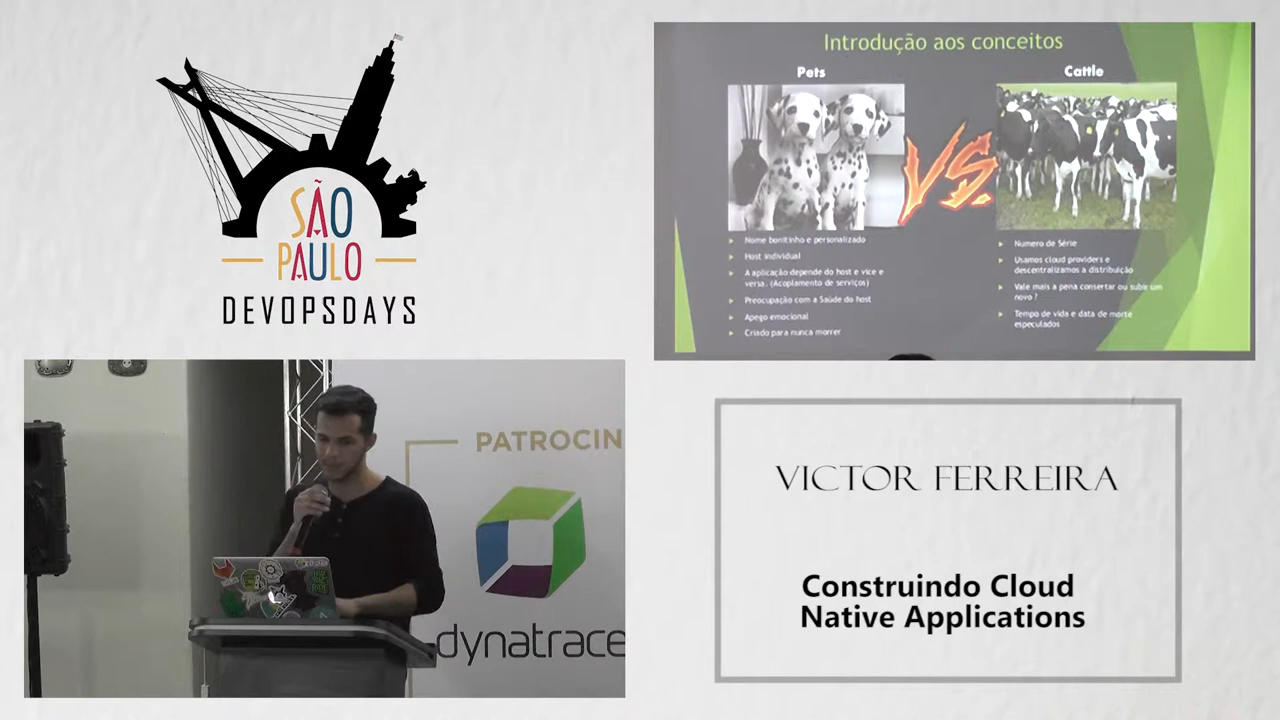 SÃO
PAULO
DEVOPSDAYS
Introdução aos conceitos
Pets
Cattle
VS.
Nome bonitinho e personalizado
Host individual
A aplicação depende do host e vice e
versa. (Acoplamento de serviços)
Preocupação com a Saúde do host
Apego emocional
Criado para nunca morrer
Numero de Série
Usamos cloud providers e
descentralizamos a distribuição
Vale mais a pena consertar ou subir um
novo ?
Tempo de vida e data de morte
especulados
PATROCIN
dynatrace
VICTOR FERREIRA
Construindo Cloud
Native Applications